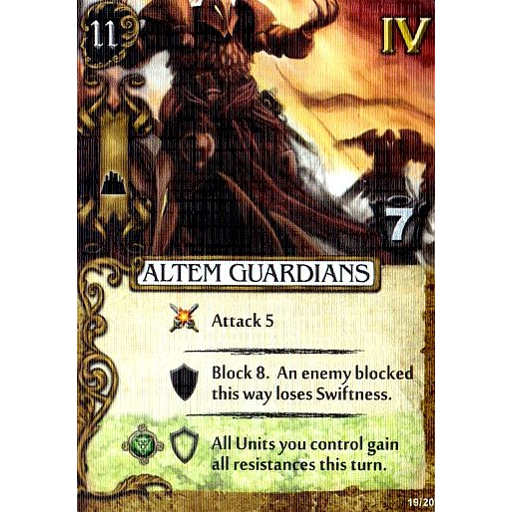 11
IV
7
ALTEM GUARDIANS
Attack 5
Block 8. An enemy blocked
this way loses Swiftness.
All Units you control gain
all resistances this turn.
19/20